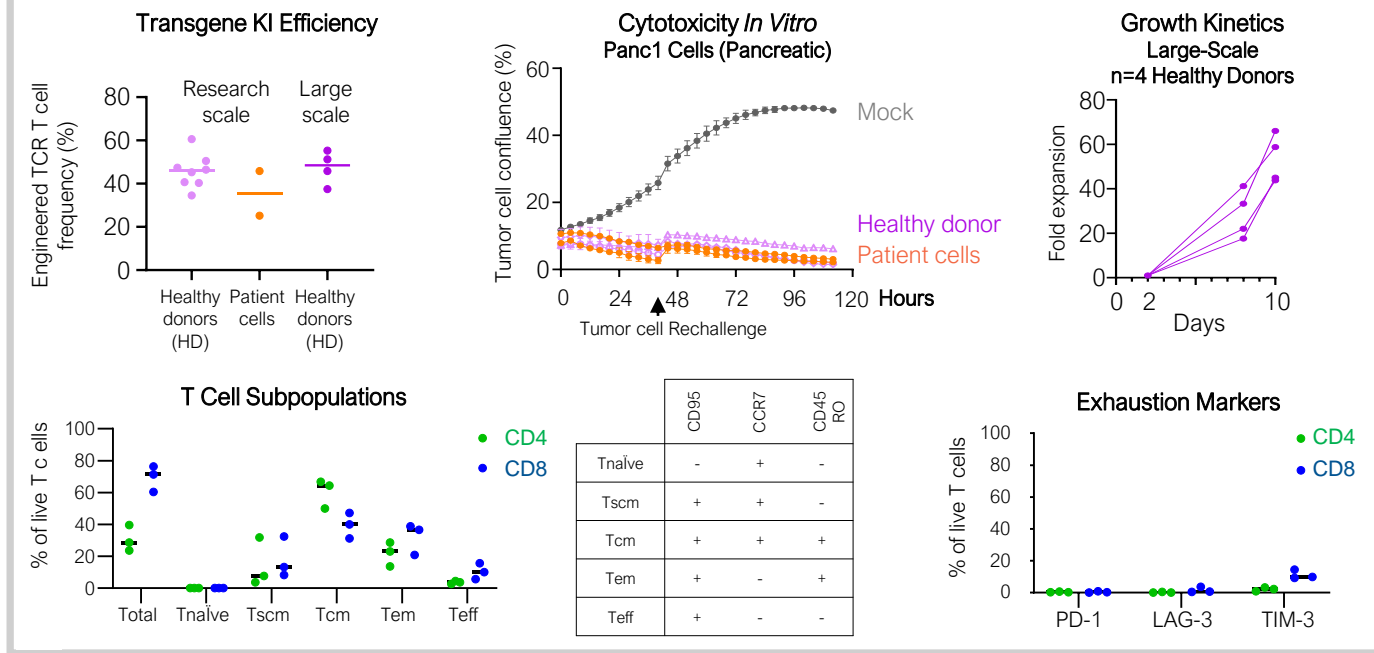 Transgene KI Efficiency
Engineered TCR T cell
frequency (%)
80
60
40
20
0
Research
scale
Large
scale
Healthy
donors
(HD)
Patient
cells
Healthy
donors
(HD)
Cytotoxicity In Vitro
Panc1 Cells (Pancreatic)
Tumor cell confluence (%)
60
40
20
0
0 24 48 72 96 120 Hours
Tumor cell Rechallenge
Mock
Healthy donor
Patient cells
Growth Kinetics
Large-Scale
n=4 Healthy Donors
Fold expansion
80
60
40
20
0
0 2 10
Days
T Cell Subpopulations
% of live T c ells
100
80
60
40
20
0
Total TnaÏve Tscm Tcm Tem Teff
CD4
CD8
CD95 CCR7 CD45
RO
TnaÏve - + -
Tscm + + -
Tcm + + +
Tem + - +
Teff + - -
Exhaustion Markers
% of live T cells
100
80
60
40
20
0
PD-1 LAG-3 TIM-3
CD4
CD8